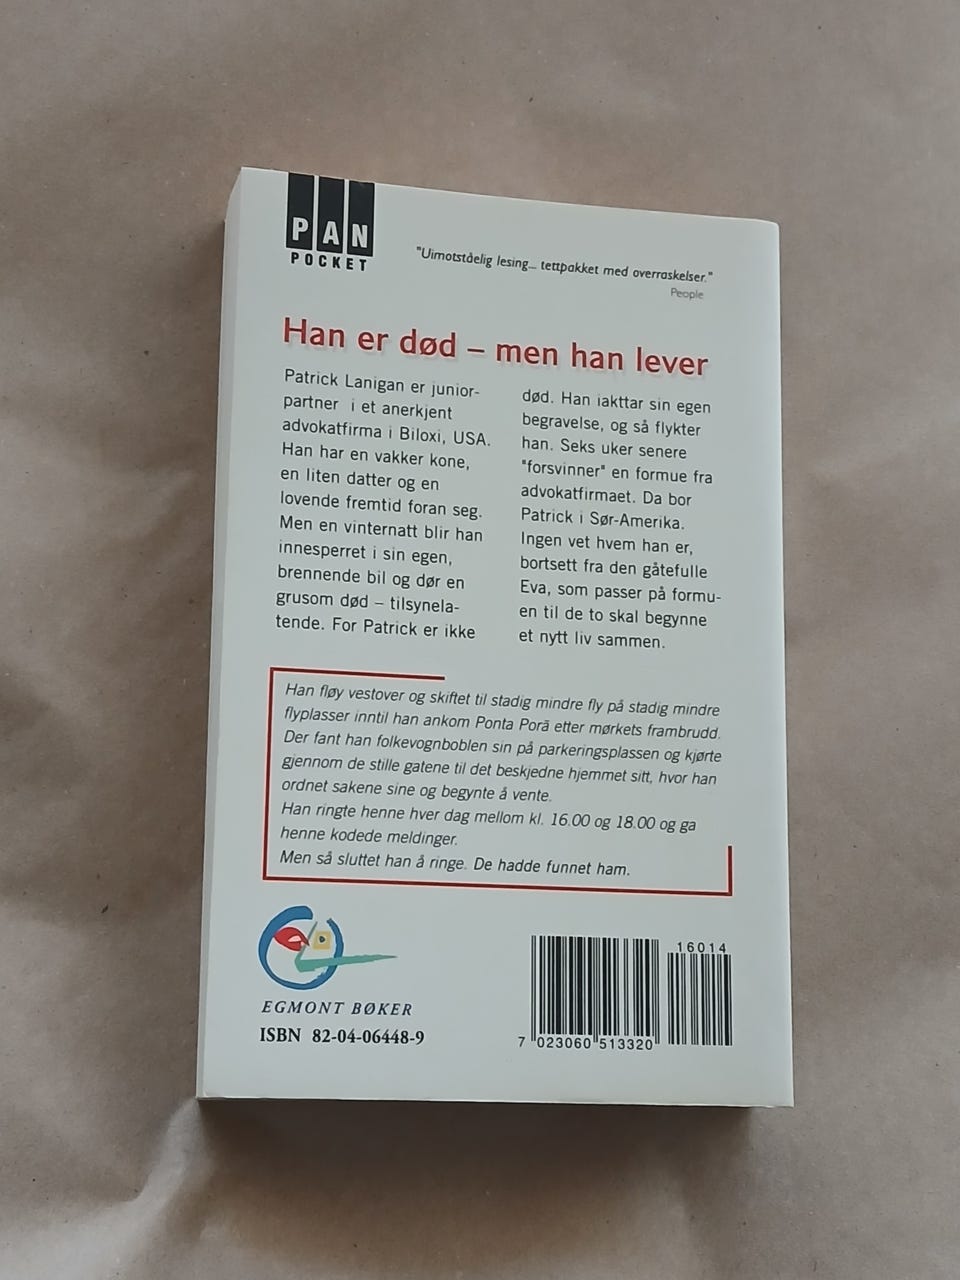 PAN
POCKET
"Uimotståelig lesing... tettpakket med overraskelser."
People
Han er død – men han lever
Patrick Lanigan er junior-
partner i et anerkjent
advokatfirma i Biloxi, USA.
Han har en vakker kone,
en liten datter og en
lovende fremtid foran seg.
Men en vinternatt blir han
innesperret i sin egen,
brennende bil og dør en
grusom død – tilsynela-
tende. For Patrick er ikke
død. Han iakttar sin egen
begravelse, og så flykter
han. Seks uker senere
"forsvinner" en formue fra
advokatfirmaet. Da bor
Patrick i Sør-Amerika.
Ingen vet hvem han er,
bortsett fra den gåtefulle
Eva, som passer på formu-
en til de to skal begynne
et nytt liv sammen.
Han fløy vestover og skiftet til stadig mindre fly på stadig mindre
flyplasser inntil han ankom Ponta Porã etter mørkets frambrudd.
Der fant han folkevognboblen sin på parkeringsplassen og kjørte
gjennom de stille gatene til det beskjedne hjemmet sitt, hvor han
ordnet sakene sine og begynte å vente.
Han ringte henne hver dag mellom kl. 16.00 og 18.00 og ga
henne kodede meldinger.
Men så sluttet han å ringe. De hadde funnet ham.
EGMONT BØKER
ISBN 82-04-06448-9
16014
7 023060 513320